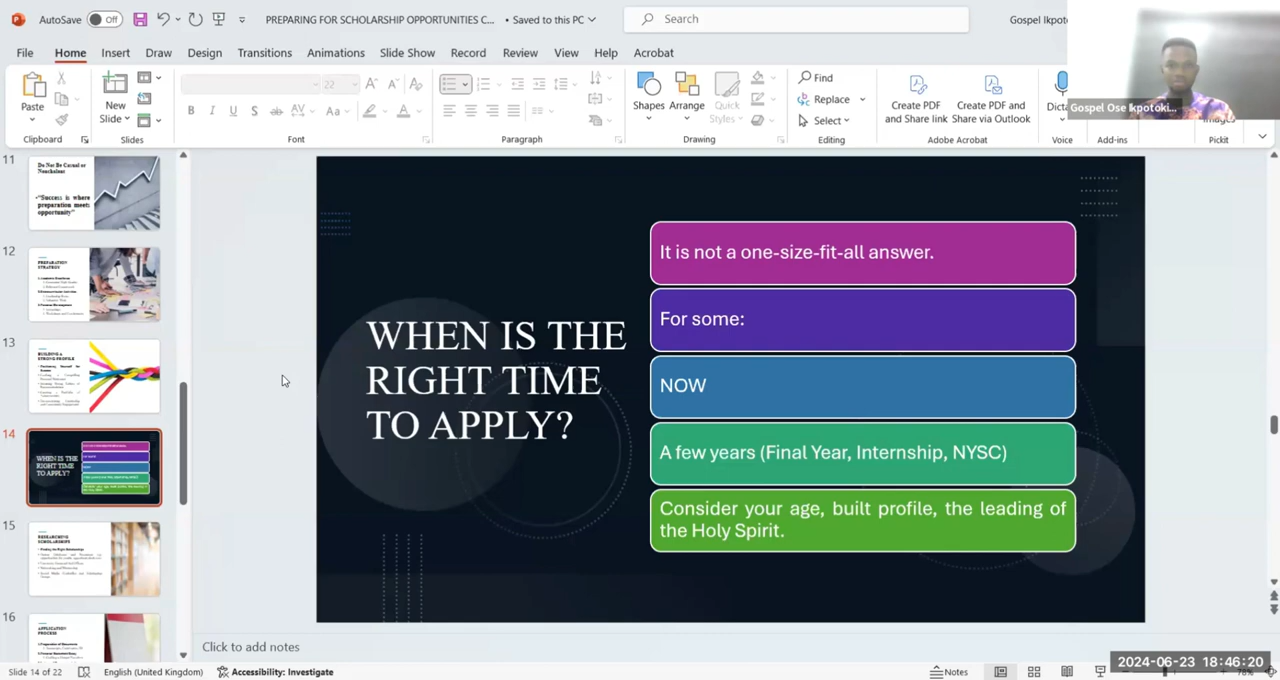 AutoSave Off PREPARING FOR SCHOLARSHIP OPPORTUNITIES C... • Saved to this PC Search Gospel Ikpoto
File Home Insert Draw Design Transitions Animations Slide Show Record Review View Help Acrobat
Paste
New
Slide
22
Shapes
Arrange
Quick
Styles
Find
Replace
Select
Create PDF
and Share link
Create PDF and
Share via Outlook
Gospel Ose Ikpotoki...
Clipboard Slides Font Paragraph Drawing Editing Adobe Acrobat Voice Add-ins Pickit
11
Do Not Be Casual or
Nonchalant
"Success is where
preparation meets
opportunity"
12
PREPARATION
STRATEGY
13
BUILDING A
STRONG PROFILE
14
WHEN IS THE
RIGHT TIME
TO APPLY?
15
RESEARCHING
SCHOLARSHIPS
16
APPLICATION
PROCESS
WHEN IS THE
RIGHT TIME
TO APPLY?
It is not a one-size-fit-all answer.
For some:
NOW
A few years (Final Year, Internship, NYSC)
Consider your age, built profile, the leading of
the Holy Spirit.
Click to add notes
Slide 14 of 22 English (United Kingdom) Accessibility: Investigate Notes 78%
2024-06-23 18:46:20